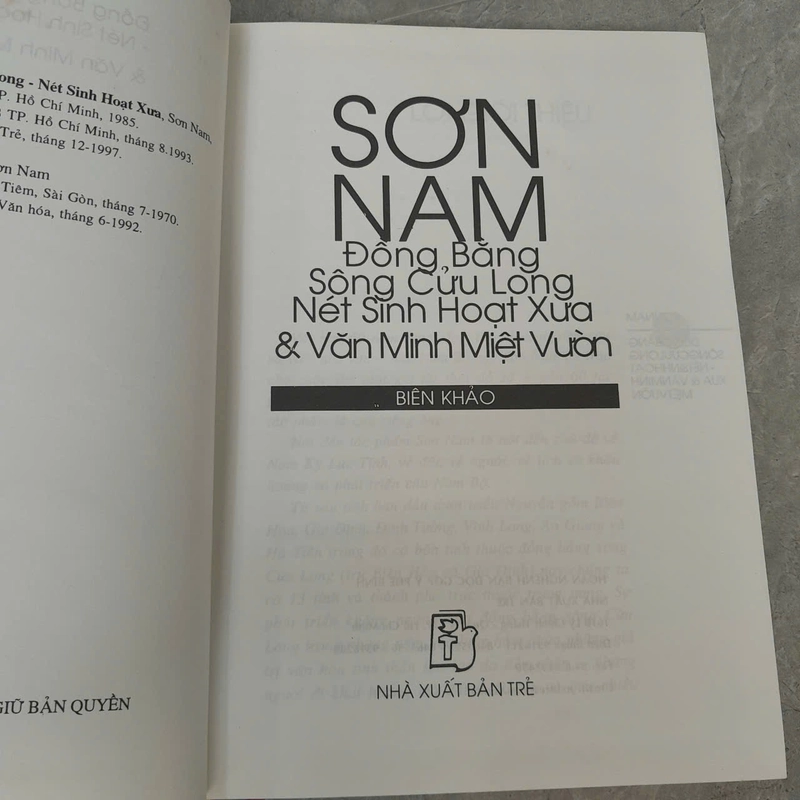 ong - Nét Sinh Hoạt Xưa, Sơn Nam,
P. Hồ Chí Minh, 1985.
TP. Hồ Chí Minh, tháng 8.1993.
Trẻ, tháng 12-1997.
ơn Nam
Tiêm, Sài Gòn, tháng 7-1970.
Văn hóa, tháng 6-1992.
GIỮ BẢN QUYỀN
SƠN
NAM
Đồng Bằng
Sông Cửu Long
Nét Sinh Hoạt Xưa
& Văn Minh Miệt Vườn
BIÊN KHẢO
NHÀ XUẤT BẢN TRẺ